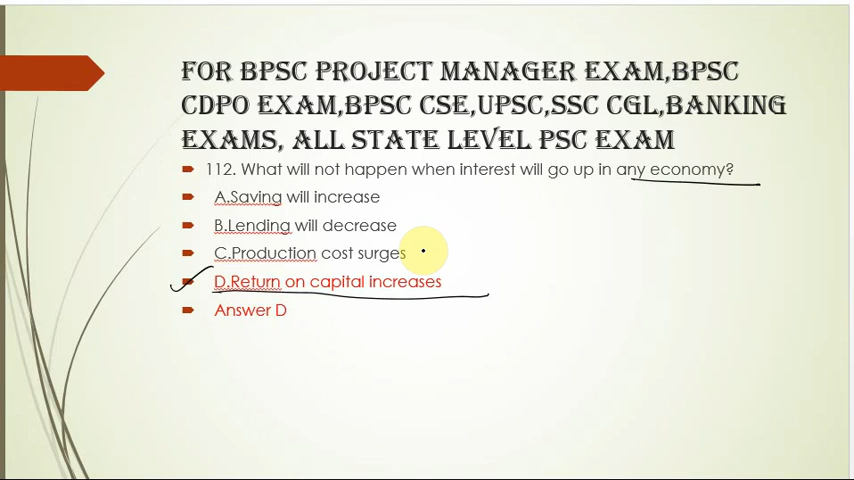 FOR BPSC PROJECT MANAGER EXAM,BPSC
CDPO EXAM,BPSC CSE,UPSC,SSC CGL,BANKING
EXAMS, ALL STATE LEVEL PSC EXAM
112. What will not happen when interest will go up in any economy?
A.Saving will increase
B.Lending will decrease
C.Production cost surges
D.Return on capital increases
Answer D